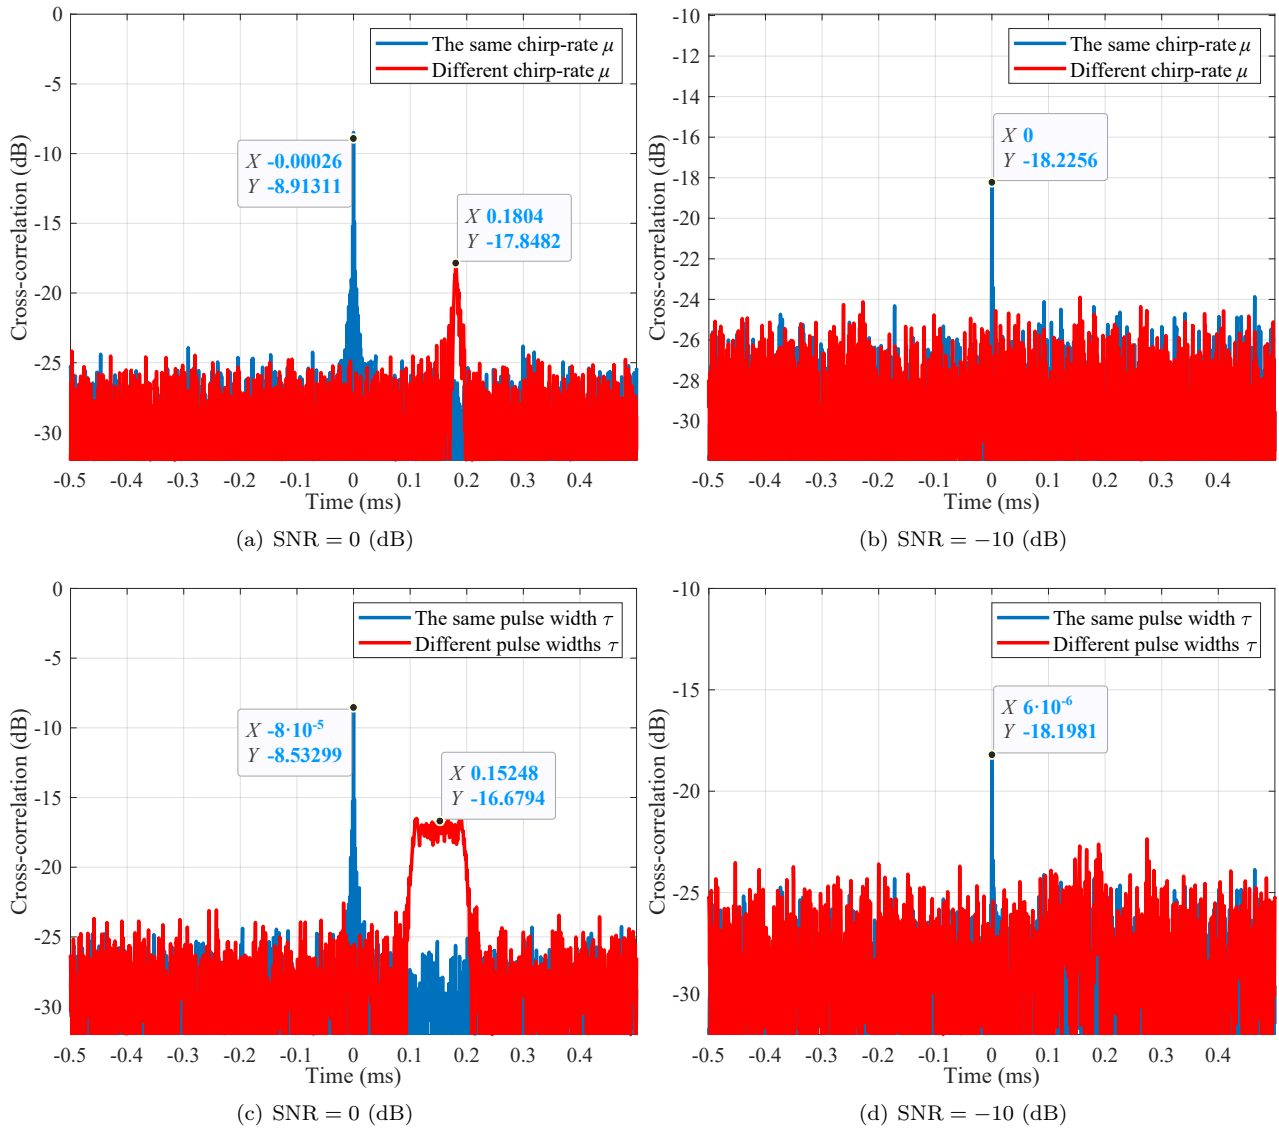 0
-5
-10
-15
-20
-25
-30
Cross-correlation (dB)
The same chirp-rate μ
Different chirp-rate μ
X -0.00026
Y -8.91311
X 0.1804
Y -17.8482
-0.5 -0.4 -0.3 -0.2 -0.1 0 0.1 0.2 0.3 0.4
Time (ms)
(a) SNR = 0 (dB)
-10
-12
-14
-16
-18
-20
-22
-24
-26
-28
-30
Cross-correlation (dB)
The same chirp-rate μ
Different chirp-rate μ
X 0
Y -18.2256
-0.5 -0.4 -0.3 -0.2 -0.1 0 0.1 0.2 0.3 0.4
Time (ms)
(b) SNR = −10 (dB)
0
-5
-10
-15
-20
-25
-30
Cross-correlation (dB)
The same pulse width τ
Different pulse widths τ
X -8·10⁻⁵
Y -8.53299
X 0.15248
Y -16.6794
-0.5 -0.4 -0.3 -0.2 -0.1 0 0.1 0.2 0.3 0.4
Time (ms)
(c) SNR = 0 (dB)
-10
-15
-20
-25
-30
Cross-correlation (dB)
The same pulse width τ
Different pulse widths τ
X 6·10⁻⁶
Y -18.1981
-0.5 -0.4 -0.3 -0.2 -0.1 0 0.1 0.2 0.3 0.4
Time (ms)
(d) SNR = −10 (dB)